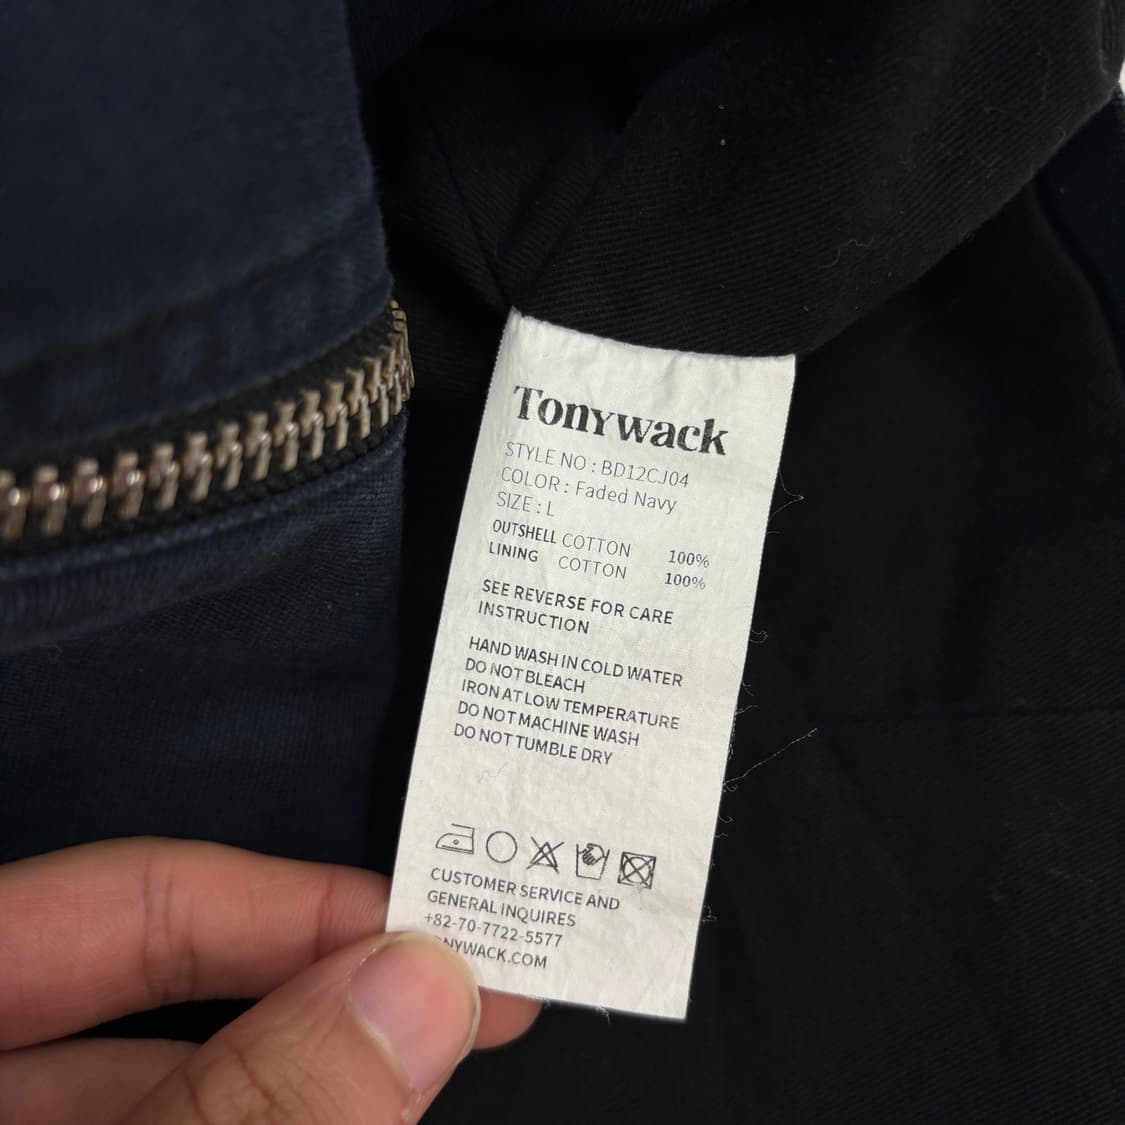 Tonywack
STYLE NO : BD12CJ04
COLOR : Faded Navy
SIZE : L
OUTSHELL COTTON 100%
LINING COTTON 100%
SEE REVERSE FOR CARE
INSTRUCTION
HAND WASH IN COLD WATER
DO NOT BLEACH
IRON AT LOW TEMPERATURE
DO NOT MACHINE WASH
DO NOT TUMBLE DRY
CUSTOMER SERVICE AND
GENERAL INQUIRES
+82-70-7722-5577
ONYWACK.COM